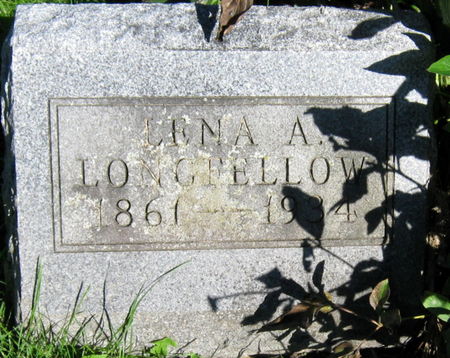 LENA A.
LONGFELLOW
1861 — 1934